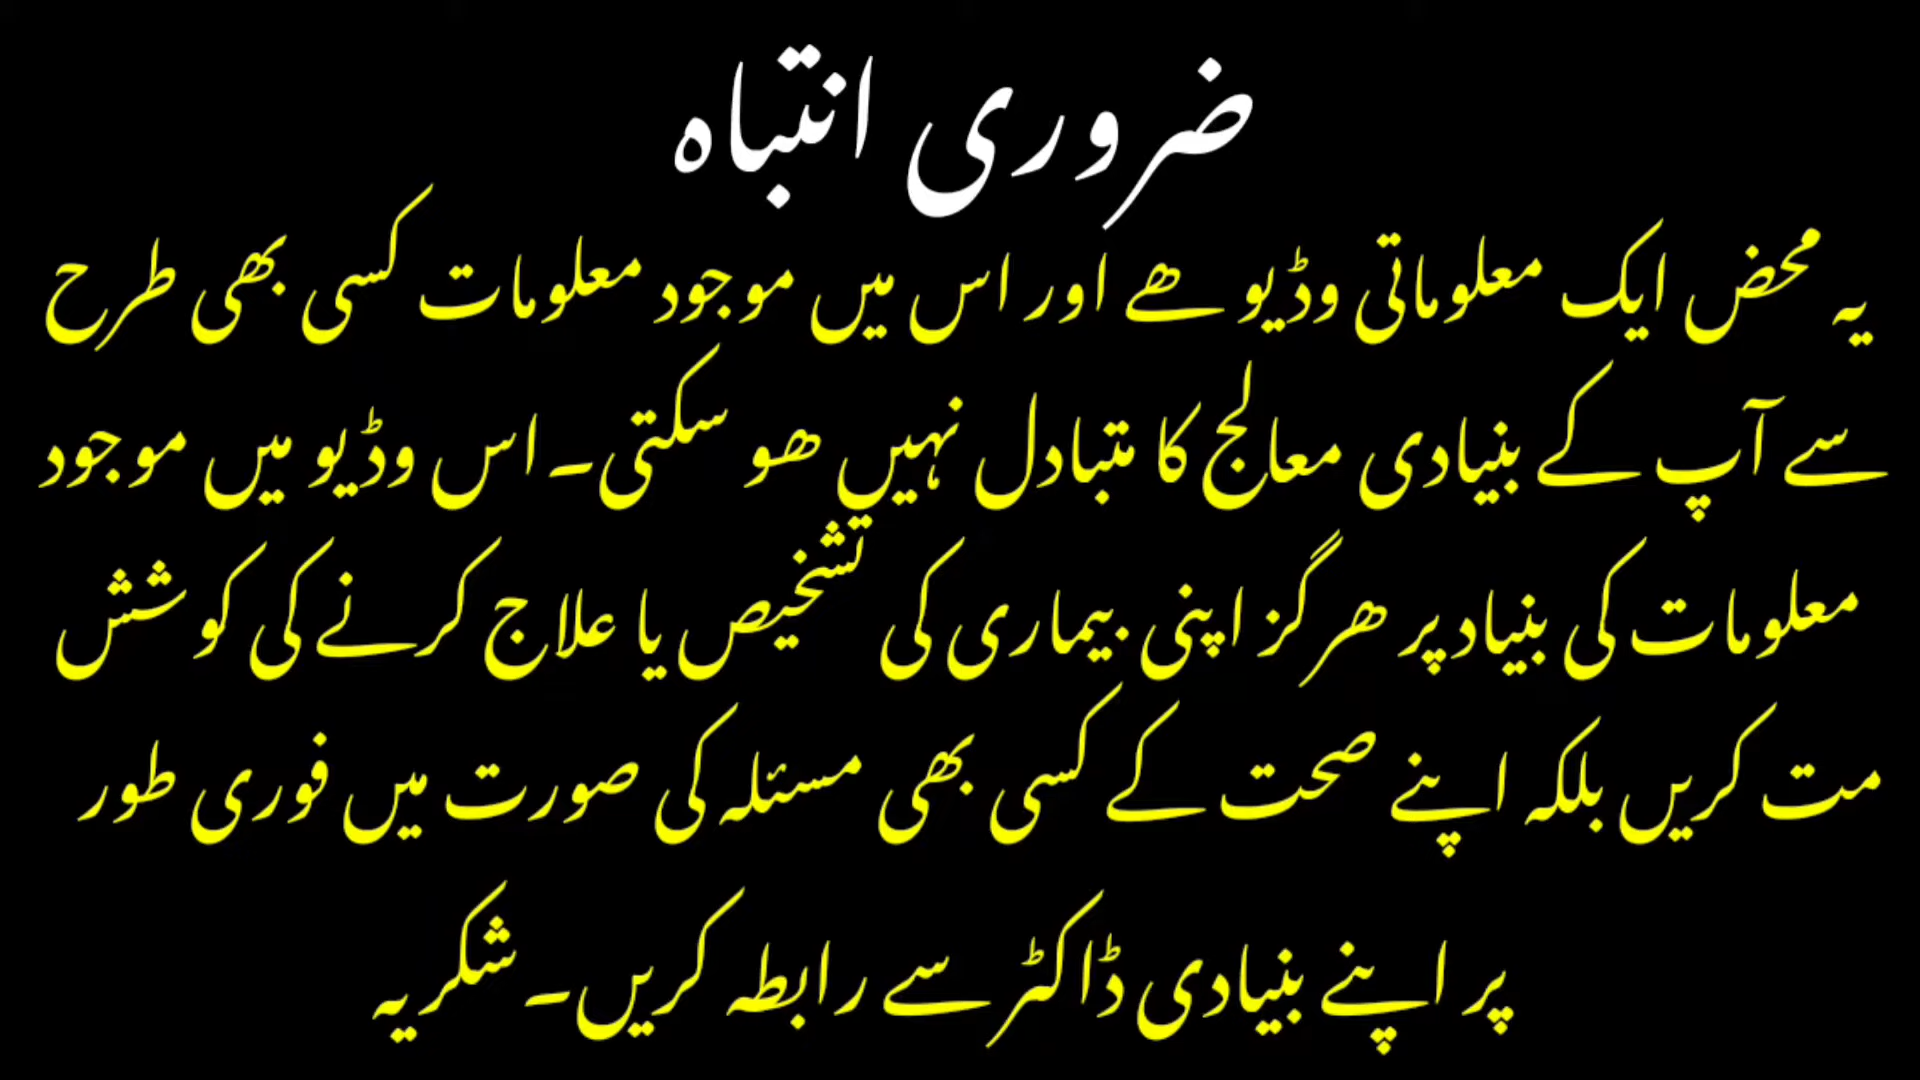 ضروری انتباہ
یہ محض ایک معلوماتی وڈیو ھے اور اس میں موجود معلومات کسی بھی طرح
سے آپ کے بنیادی معالج کا متبادل نہیں ھو سکتی۔ اس وڈیو میں موجود
معلومات کی بنیاد پر ھرگز اپنی بیماری کی تشخیص یا علاج کرنے کی کوشش
مت کریں بلکہ اپنے صحت کے کسی بھی مسئلہ کی صورت میں فوری طور
پر اپنے بنیادی ڈاکٹر سے رابطہ کریں۔ شکریہ